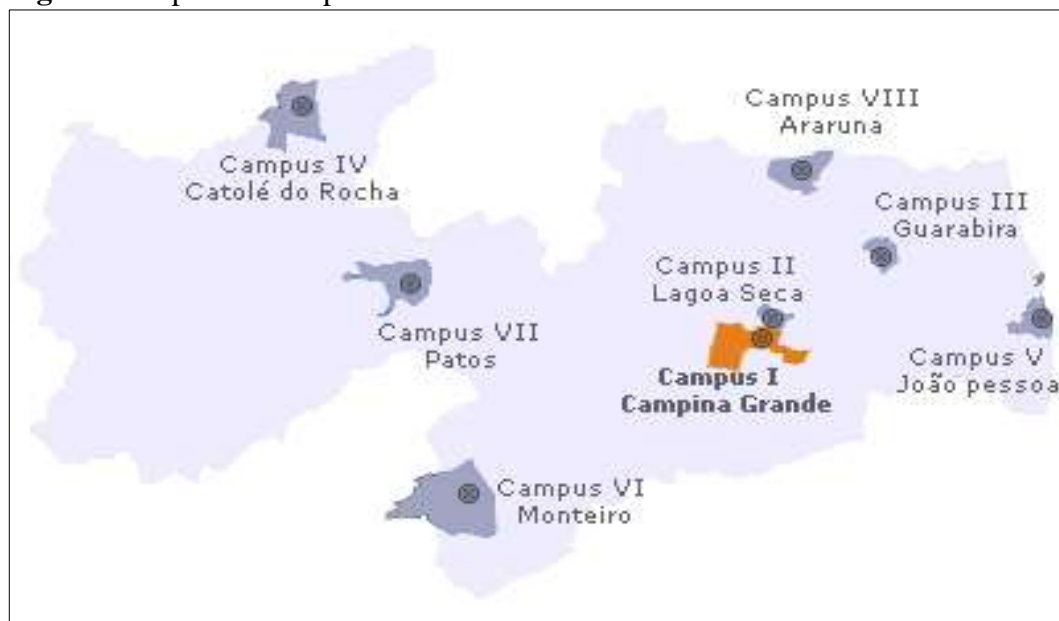 Campus VIII
Araruna
Campus IV
Catolé do Rocha
Campus III
Guarabira
Campus II
Lagoa Seca
Campus VII
Patos
Campus V
João pessoa
Campus I
Campina Grande
Campus VI
Monteiro